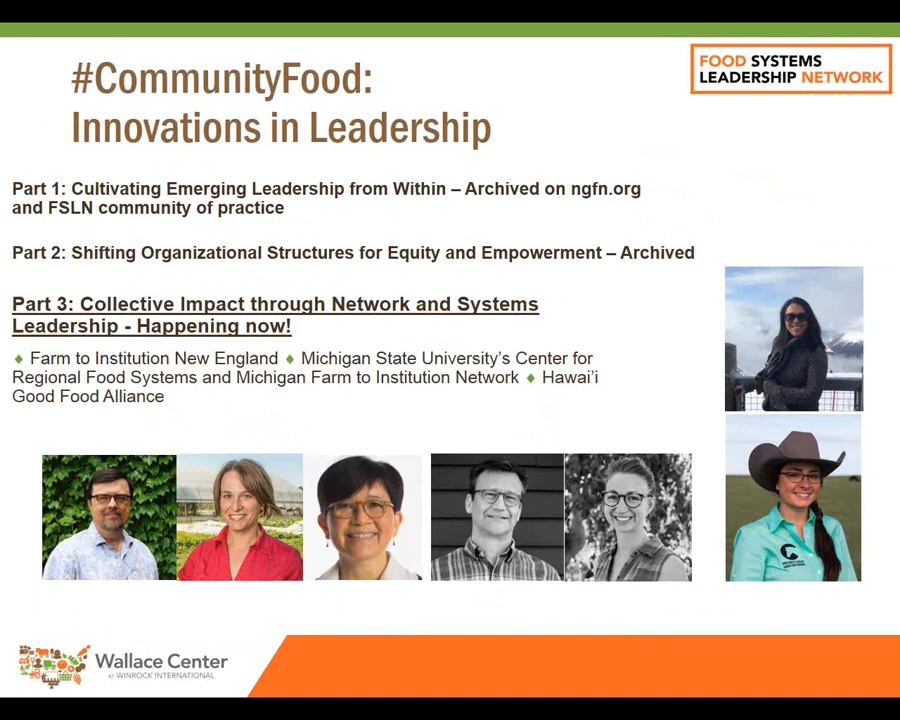 #CommunityFood:
Innovations in Leadership
FOOD SYSTEMS
LEADERSHIP NETWORK
Part 1: Cultivating Emerging Leadership from Within – Archived on ngfn.org
and FSLN community of practice
Part 2: Shifting Organizational Structures for Equity and Empowerment – Archived
Part 3: Collective Impact through Network and Systems
Leadership - Happening now!
♦ Farm to Institution New England ♦ Michigan State University’s Center for
Regional Food Systems and Michigan Farm to Institution Network ♦ Hawai’i
Good Food Alliance
Wallace Center
AT WINROCK INTERNATIONAL